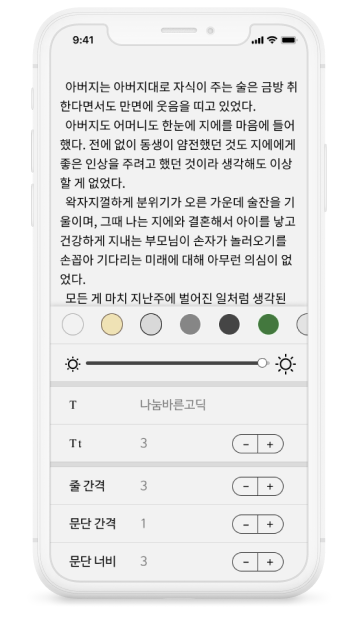 9:41
아버지는 아버지대로 자식이 주는 술은 금방 취
한다면서도 만면에 웃음을 띠고 있었다.
아버지도 어머니도 한눈에 지에를 마음에 들어
했다. 전에 없이 동생이 얌전했던 것도 지에에게
좋은 인상을 주려고 했던 것이라 생각해도 이상
할 게 없었다.
왁자지껄하게 분위기가 오른 가운데 술잔을 기
울이며, 그때 나는 지에와 결혼해서 아이를 낳고
건강하게 지내는 부모님이 손자가 놀러오기를
손꼽아 기다리는 미래에 대해 아무런 의심이 없
었다.
모든 게 마치 지난주에 벌어진 일처럼 생각된
T 나눔바른고딕
Tt 3 - +
줄 간격 3 - +
문단 간격 1 - +
문단 너비 3 - +